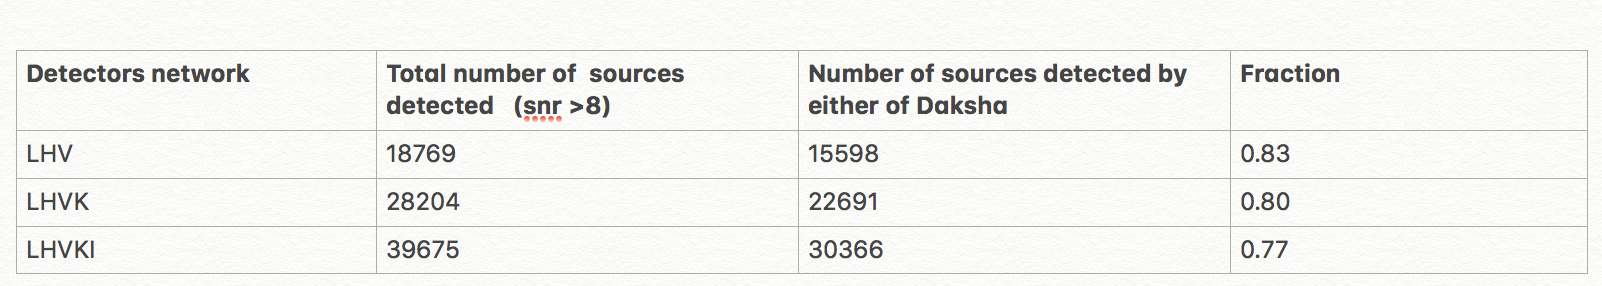 Detectors network
Total number of  sources
detected   (snr >8)
Number of sources detected by
either of Daksha
Fraction
LHV 18769 15598 0.83
LHVK 28204 22691 0.80
LHVKI 39675 30366 0.77